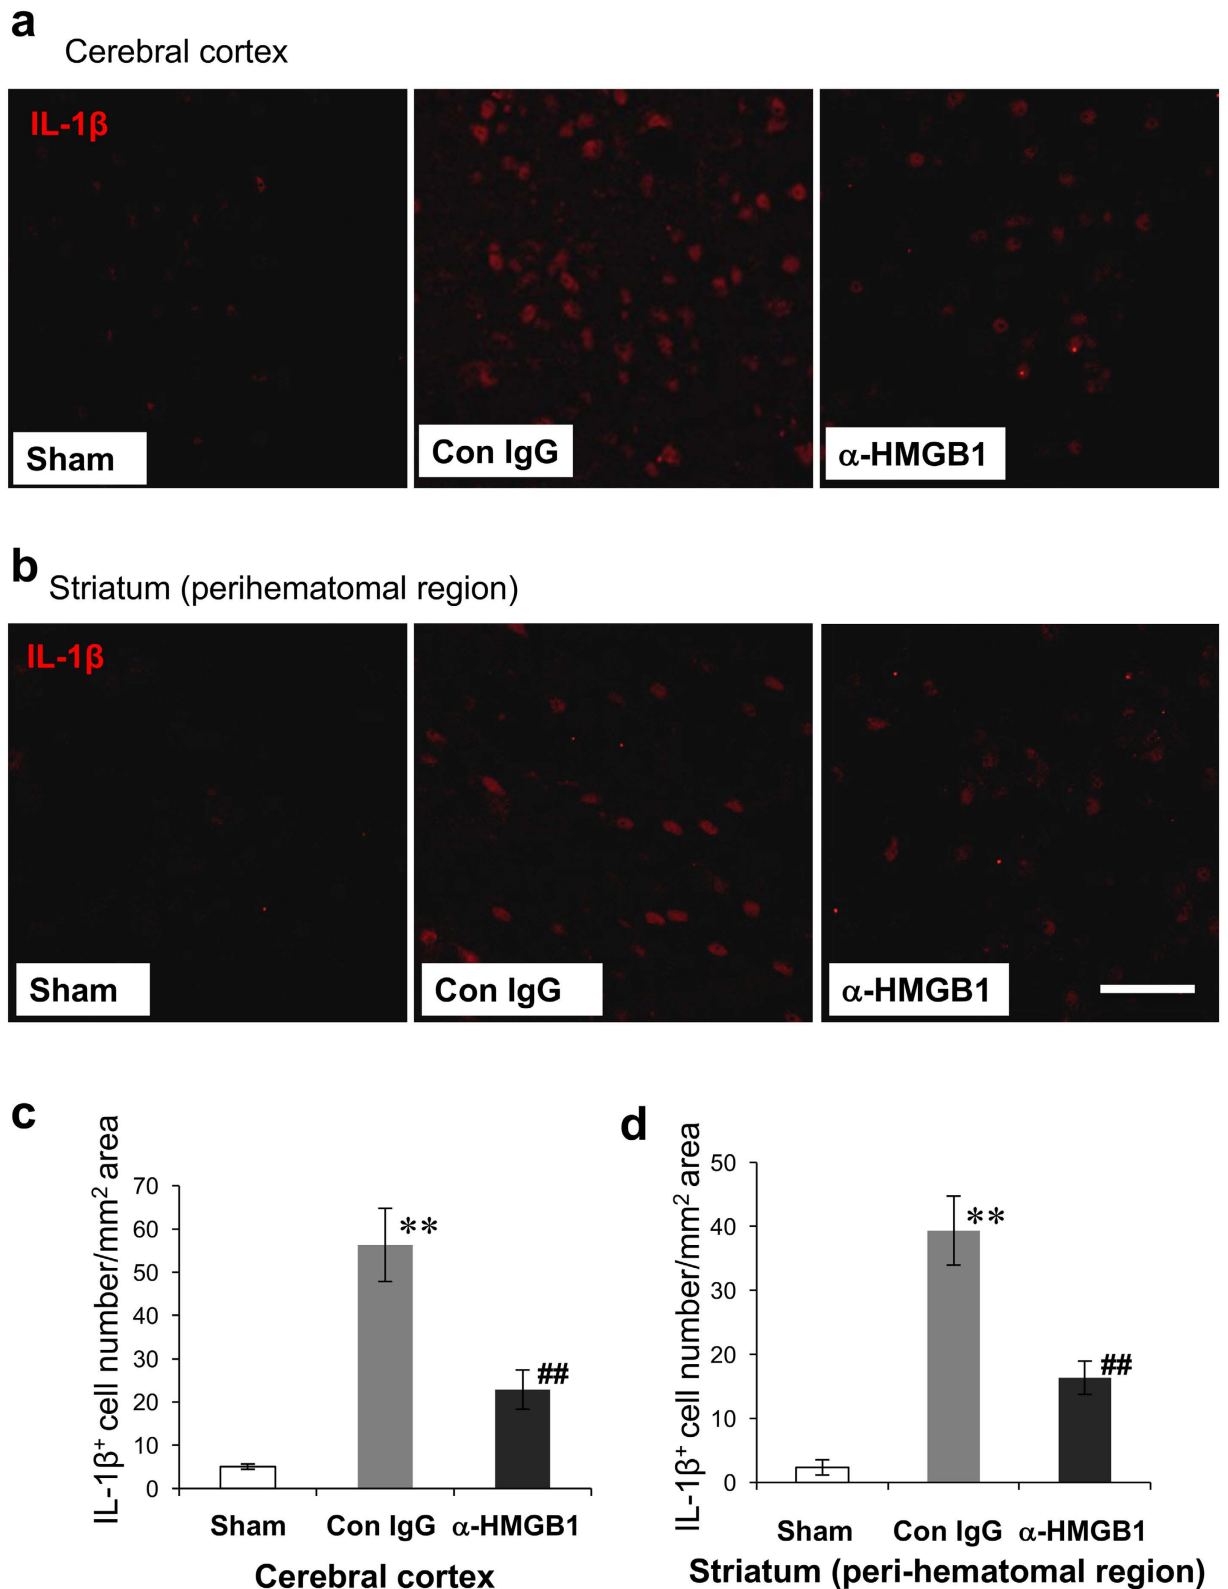 a
Cerebral cortex
IL-1β
Sham
Con IgG
α-HMGB1
b
Striatum (perihematomal region)
IL-1β
Sham
Con IgG
α-HMGB1
c
IL-1β⁺ cell number/mm² area
70
60
50
40
30
20
10
0
**
##
Sham Con IgG α-HMGB1
Cerebral cortex
d
IL-1β⁺ cell number/mm² area
50
40
30
20
10
0
**
##
Sham Con IgG α-HMGB1
Striatum (peri-hematomal region)